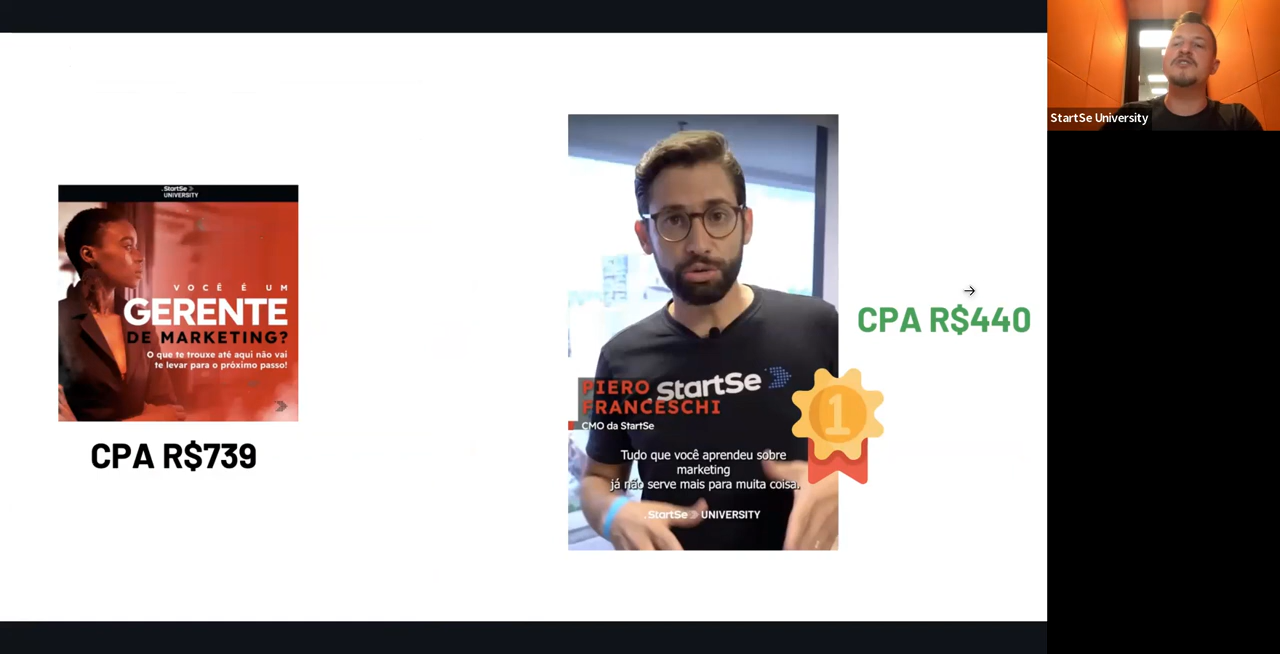 StartSe
UNIVERSITY
VOCÊ É UM
GERENTE
DE MARKETING?
O que te trouxe até aqui não vai
te levar para o próximo passo!
CPA R$739
StartSe
PIERO
FRANCESCHI
CMO da StartSe
Tudo que você aprendeu sobre
marketing
já não serve mais para muita coisa.
StartSe UNIVERSITY
1
CPA R$440
StartSe University